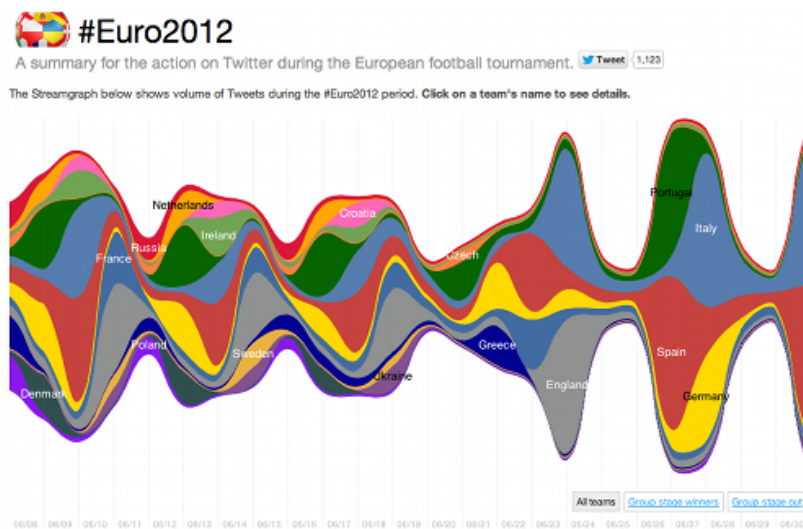 #Euro2012
A summary for the action on Twitter during the European football tournament. Tweet 1,123
The Streamgraph below shows volume of Tweets during the #Euro2012 period. Click on a team's name to see details.
Portugal
Netherlands
Croatia
Ireland
Italy
Russia
France
Czech
Poland
Greece
Sweden
Spain
Ukraine
England
Denmark
Germany
All teams Group stage winners Group stage out
06/08 06/09 06/10 06/11 06/12 06/13 06/14 06/15 06/16 06/17 06/18 06/19 06/20 06/21 06/22 06/23 06/24 06/25 06/26 06/27 06/28 06/29